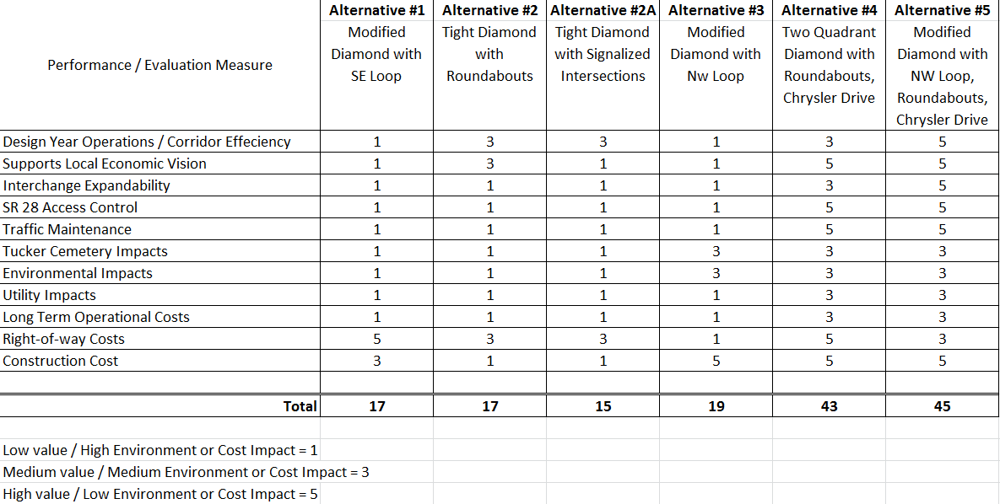 Alternative #1 Alternative #2 Alternative #2A Alternative #3 Alternative #4 Alternative #5
Performance / Evaluation Measure
Modified Diamond with SE Loop
Tight Diamond with Roundabouts
Tight Diamond with Signalized Intersections
Modified Diamond with Nw Loop
Two Quadrant Diamond with Roundabouts, Chrysler Drive
Modified Diamond with NW Loop, Roundabouts, Chrysler Drive
Design Year Operations / Corridor Effeciency 1 3 3 1 3 5
Supports Local Economic Vision 1 3 1 1 5 5
Interchange Expandability 1 1 1 1 3 5
SR 28 Access Control 1 1 1 1 5 5
Traffic Maintenance 1 1 1 1 5 5
Tucker Cemetery Impacts 1 1 1 3 3 3
Environmental Impacts 1 1 1 3 3 3
Utility Impacts 1 1 1 1 3 3
Long Term Operational Costs 1 1 1 1 3 3
Right-of-way Costs 5 3 3 1 5 3
Construction Cost 3 1 1 5 5 5
Total 17 17 15 19 43 45
Low value / High Environment or Cost Impact = 1
Medium value / Medium Environment or Cost Impact = 3
High value / Low Environment or Cost Impact = 5